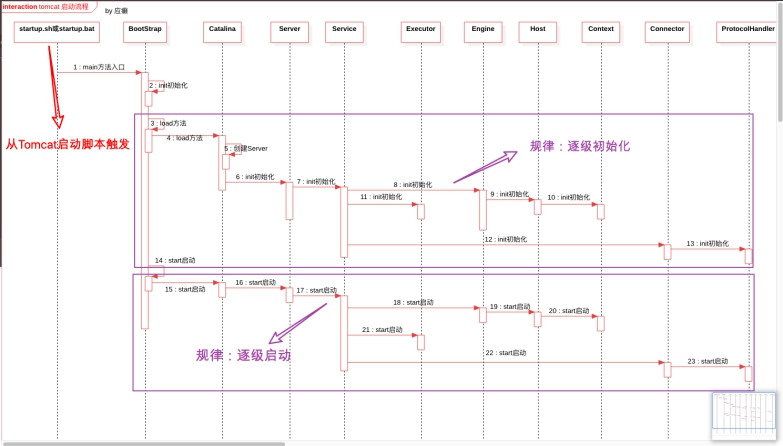 interaction tomcat 启动流程
by 应癫
startup.sh或startup.bat
BootStrap
Catalina
Server
Service
Executor
Engine
Host
Context
Connector
ProtocolHandler
1 : main方法入口
2 : init初始化
从Tomcat启动脚本触发
3 : load方法
4 : load方法
5 : 创建Server
规律：逐级初始化
6 : init初始化
7 : init初始化
8 : init初始化
9 : init初始化
10 : init初始化
11 : init初始化
12 : init初始化
13 : init初始化
14 : start启动
15 : start启动
16 : start启动
17 : start启动
18 : start启动
19 : start启动
20 : start启动
21 : start启动
22 : start启动
23 : start启动
规律：逐级启动